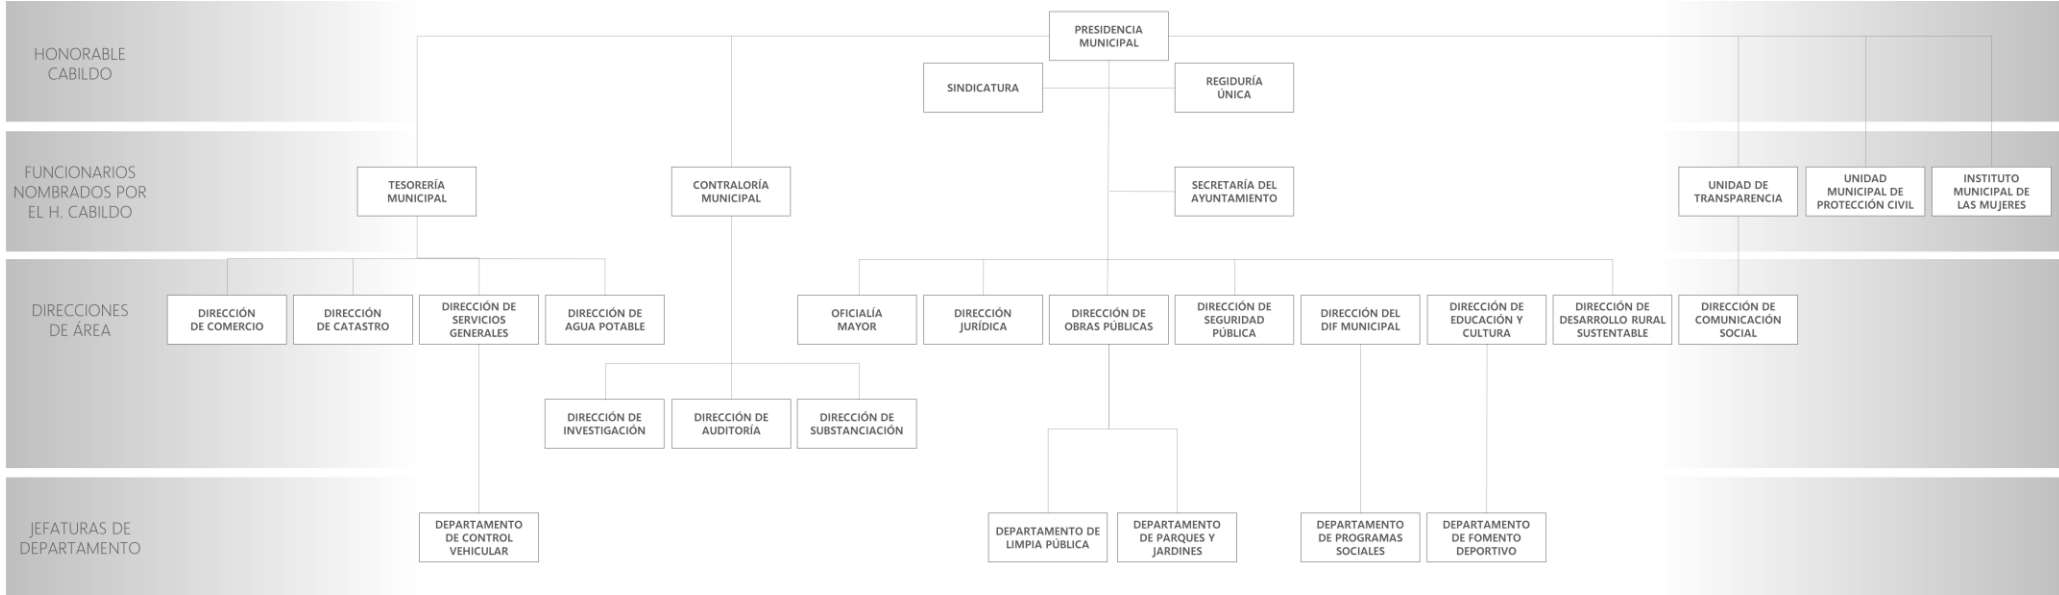 HONORABLE
CABILDO
PRESIDENCIA
MUNICIPAL
SINDICATURA
REGIDURÍA
ÚNICA
FUNCIONARIOS
NOMBRADOS POR
EL H. CABILDO
TESORERÍA
MUNICIPAL
CONTRALORÍA
MUNICIPAL
SECRETARÍA DEL
AYUNTAMIENTO
UNIDAD DE
TRANSPARENCIA
UNIDAD
MUNICIPAL DE
PROTECCIÓN CIVIL
INSTITUTO
MUNICIPAL DE
LAS MUJERES
DIRECCIONES
DE ÁREA
DIRECCIÓN
DE COMERCIO
DIRECCIÓN
DE CATASTRO
DIRECCIÓN DE
SERVICIOS
GENERALES
DIRECCIÓN DE
AGUA POTABLE
OFICIALÍA
MAYOR
DIRECCIÓN
JURÍDICA
DIRECCIÓN DE
OBRAS PÚBLICAS
DIRECCIÓN DE
SEGURIDAD
PÚBLICA
DIRECCIÓN DEL
DIF MUNICIPAL
DIRECCIÓN DE
EDUCACIÓN Y
CULTURA
DIRECCIÓN DE
DESARROLLO RURAL
SUSTENTABLE
DIRECCIÓN DE
COMUNICACIÓN
SOCIAL
DIRECCIÓN DE
INVESTIGACIÓN
DIRECCIÓN DE
AUDITORÍA
DIRECCIÓN DE
SUBSTANCIACIÓN
JEFATURAS DE
DEPARTAMENTO
DEPARTAMENTO
DE CONTROL
VEHICULAR
DEPARTAMENTO DE
LIMPIA PÚBLICA
DEPARTAMENTO
DE PARQUES Y
JARDINES
DEPARTAMENTO
DE PROGRAMAS
SOCIALES
DEPARTAMENTO
DE FOMENTO
DEPORTIVO